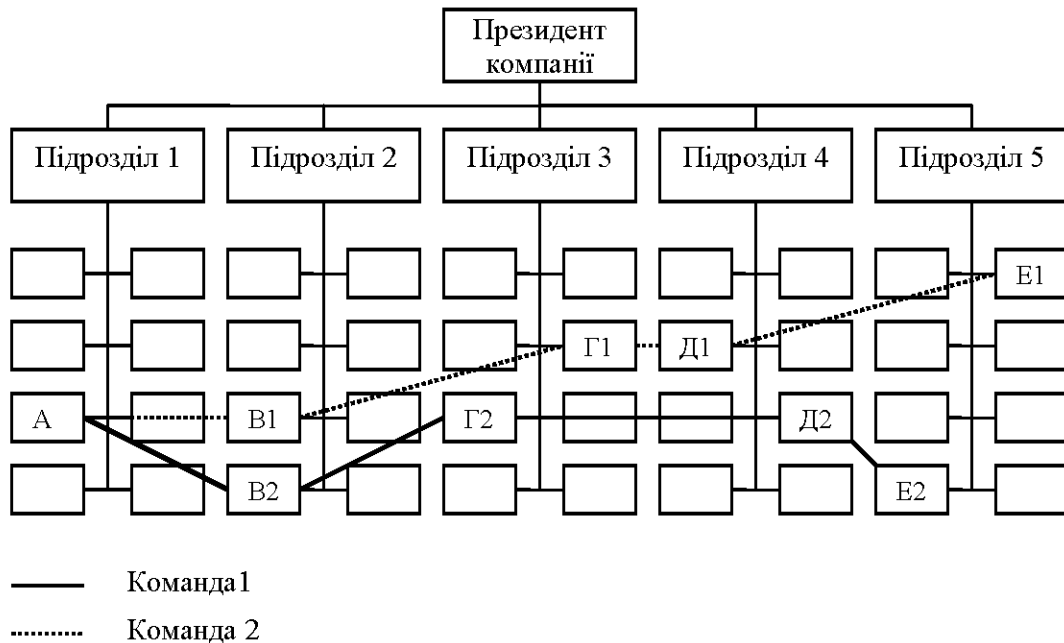 Президент
компанії
Підрозділ 1
Підрозділ 2
Підрозділ 3
Підрозділ 4
Підрозділ 5
Е1
Г1
Д1
А
В1
Г2
Д2
В2
Е2
Команда1
Команда 2